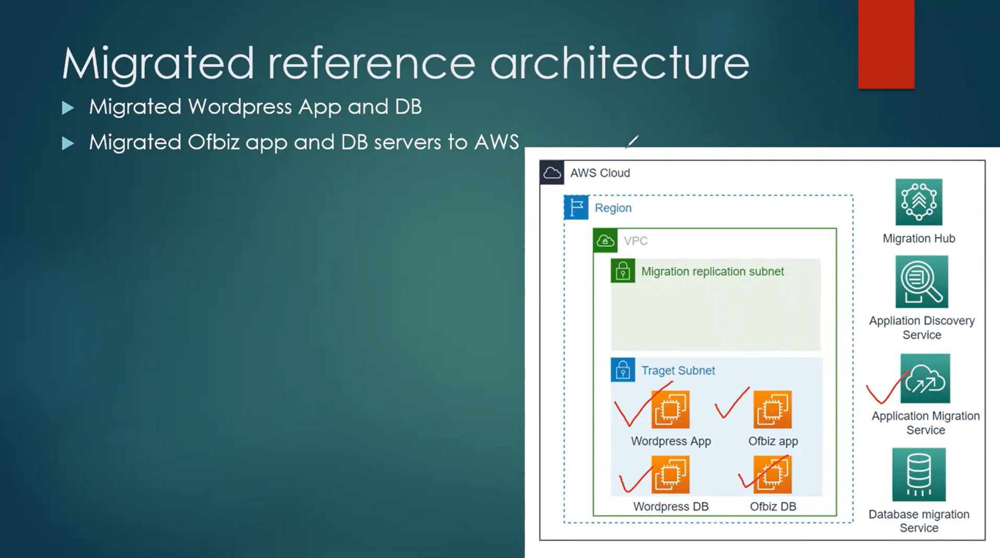 Migrated reference architecture
Migrated Wordpress App and DB
Migrated Ofbiz app and DB servers to AWS
AWS Cloud
Region
VPC
Migration replication subnet
Traget Subnet
Wordpress App
Ofbiz app
Wordpress DB
Ofbiz DB
Migration Hub
Appliation Discovery
Service
Application Migration
Service
Database migration
Service